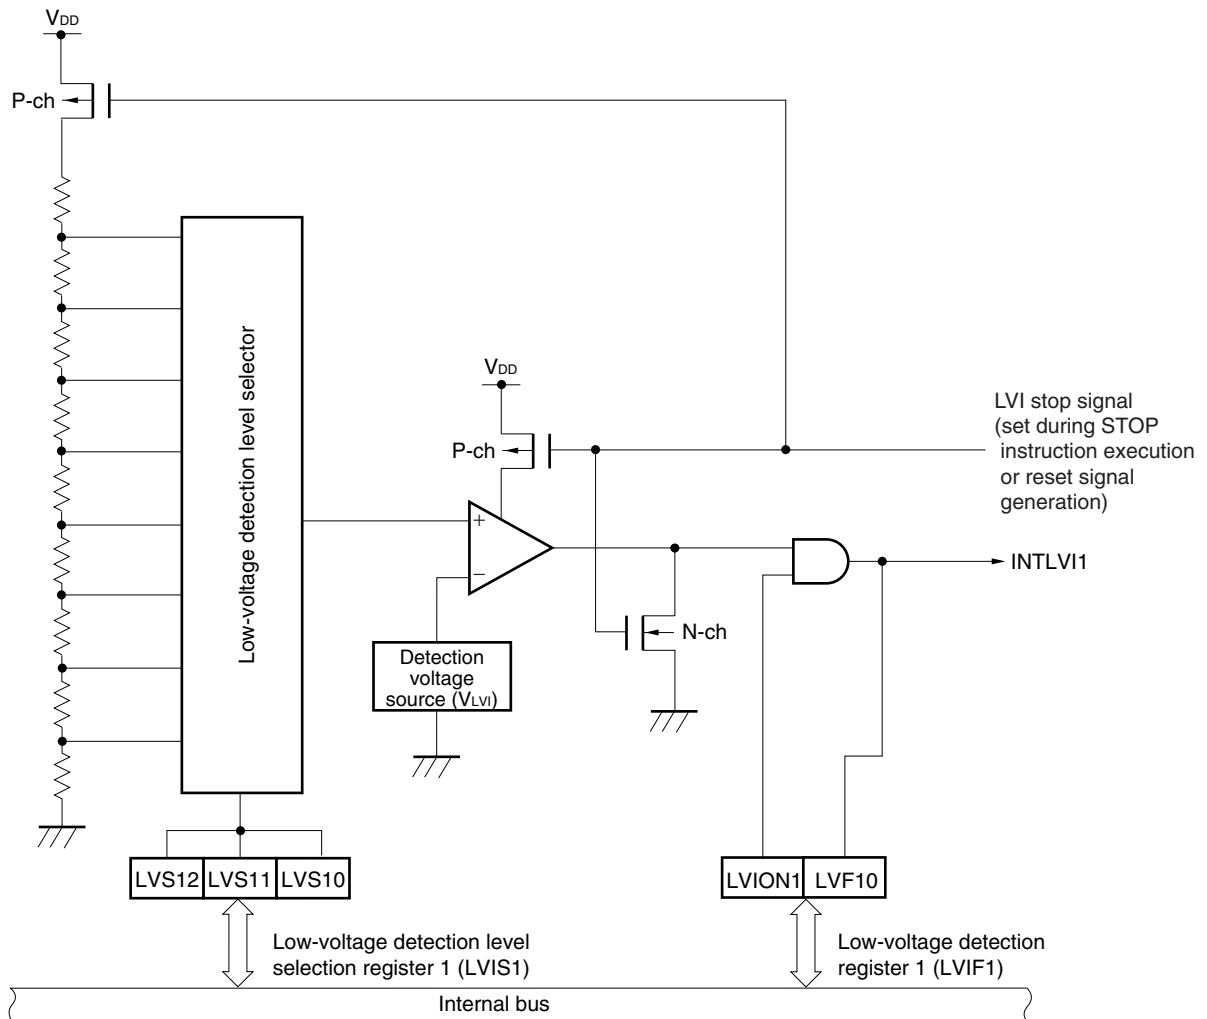 VDD
P-ch
Low-voltage detection level selector
VDD
P-ch
LVI stop signal
(set during STOP
instruction execution
or reset signal
generation)
+
−
INTLVI1
N-ch
Detection
voltage
source (VLVI)
LVS12 LVS11 LVS10
LVION1 LVF10
Low-voltage detection level
selection register 1 (LVIS1)
Low-voltage detection
register 1 (LVIF1)
Internal bus